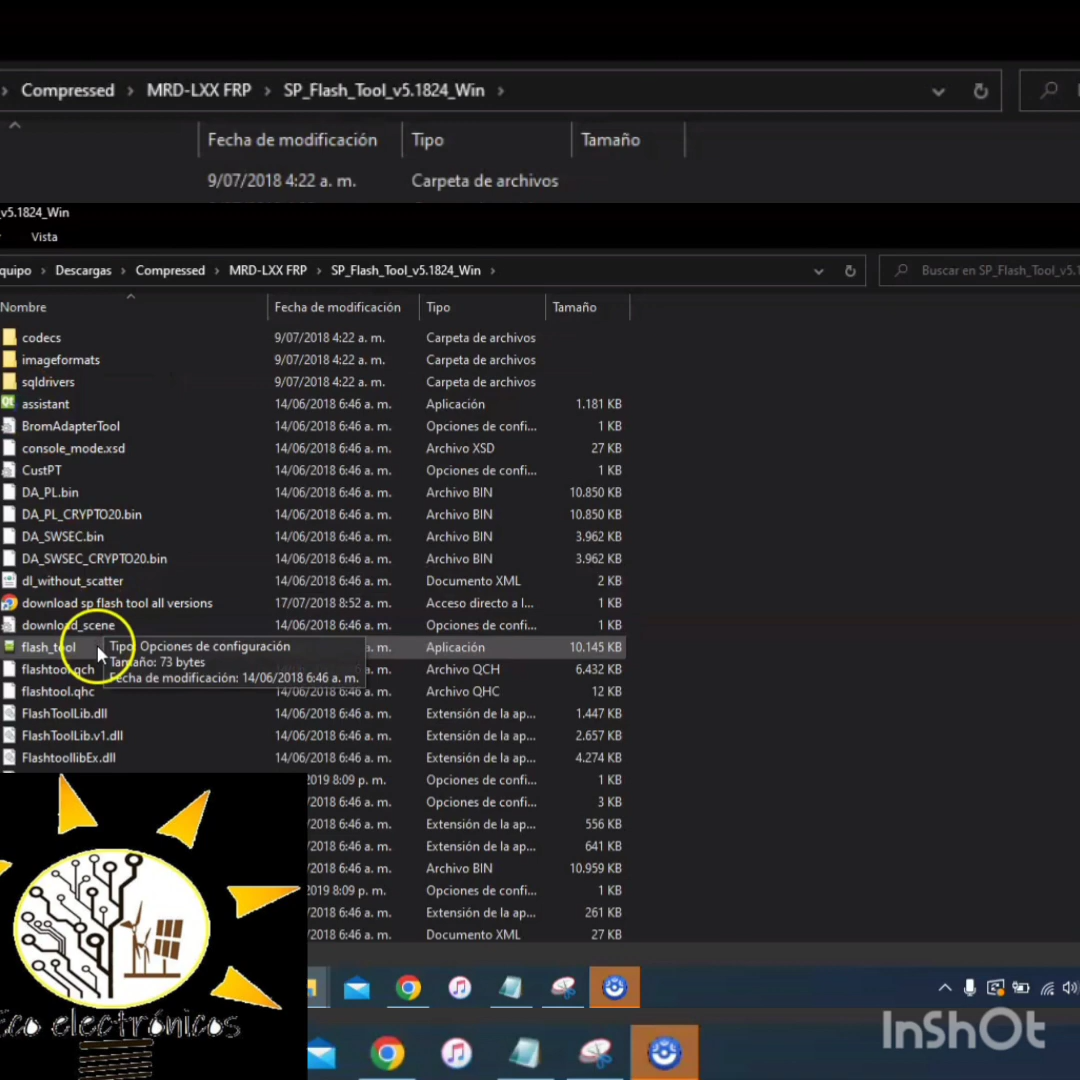 Compressed › MRD-LXX FRP › SP_Flash_Tool_v5.1824_Win ›
Fecha de modificación Tipo Tamaño
9/07/2018 4:22 a. m. Carpeta de archivos
_v5.1824_Win
Vista
quipo › Descargas › Compressed › MRD-LXX FRP › SP_Flash_Tool_v5.1824_Win › Buscar en SP_Flash_Tool_v5.1
Nombre Fecha de modificación Tipo Tamaño
codecs 9/07/2018 4:22 a. m. Carpeta de archivos
imageformats 9/07/2018 4:22 a. m. Carpeta de archivos
sqldrivers 9/07/2018 4:22 a. m. Carpeta de archivos
assistant 14/06/2018 6:46 a. m. Aplicación 1.181 KB
BromAdapterTool 14/06/2018 6:46 a. m. Opciones de confi... 1 KB
console_mode.xsd 14/06/2018 6:46 a. m. Archivo XSD 27 KB
CustPT 14/06/2018 6:46 a. m. Opciones de confi... 1 KB
DA_PL.bin 14/06/2018 6:46 a. m. Archivo BIN 10.850 KB
DA_PL_CRYPTO20.bin 14/06/2018 6:46 a. m. Archivo BIN 10.850 KB
DA_SWSEC.bin 14/06/2018 6:46 a. m. Archivo BIN 3.962 KB
DA_SWSEC_CRYPTO20.bin 14/06/2018 6:46 a. m. Archivo BIN 3.962 KB
dl_without_scatter 14/06/2018 6:46 a. m. Documento XML 2 KB
download sp flash tool all versions 17/07/2018 8:52 a. m. Acceso directo a l... 1 KB
download_scene 14/06/2018 6:46 a. m. Opciones de confi... 1 KB
flash_tool Tipo: Opciones de configuración a. m. Aplicación 10.145 KB
Tamaño: 73 bytes
flashtool.qch a. m. Archivo QCH 6.432 KB
Fecha de modificación: 14/06/2018 6:46 a. m.
flashtool.qhc 14/06/2018 6:46 a. m. Archivo QHC 12 KB
FlashToolLib.dll 14/06/2018 6:46 a. m. Extensión de la ap... 1.447 KB
FlashToolLib.v1.dll 14/06/2018 6:46 a. m. Extensión de la ap... 2.657 KB
FlashtoollibEx.dll 14/06/2018 6:46 a. m. Extensión de la ap... 4.274 KB
2019 8:09 p. m. Opciones de confi... 1 KB
/2018 6:46 a. m. Opciones de confi... 3 KB
/2018 6:46 a. m. Extensión de la ap... 556 KB
/2018 6:46 a. m. Extensión de la ap... 641 KB
/2018 6:46 a. m. Archivo BIN 10.959 KB
2019 8:09 p. m. Opciones de confi... 1 KB
/2018 6:46 a. m. Extensión de la ap... 261 KB
/2018 6:46 a. m. Documento XML 27 KB
Eco electrónicos
InShOt